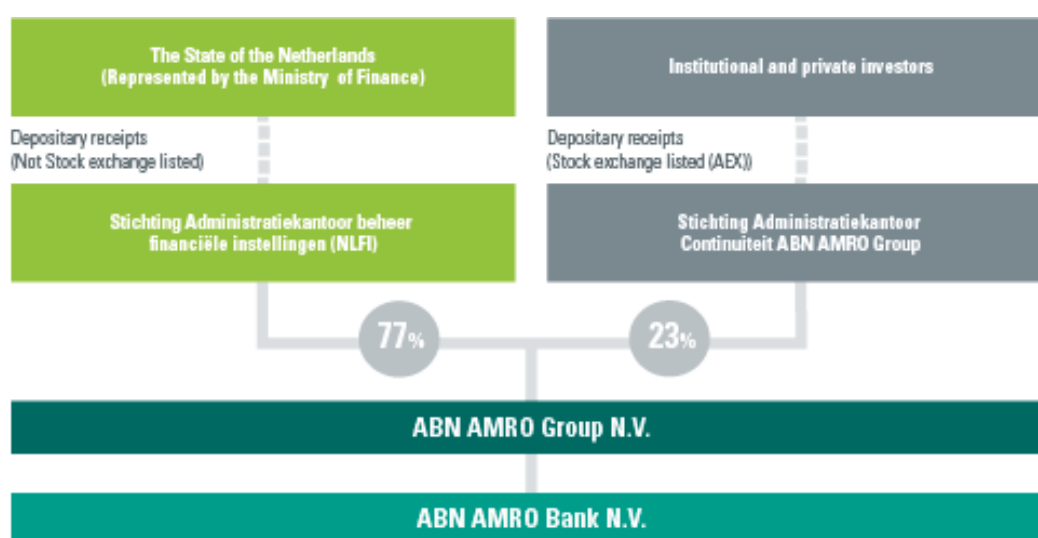 The State of the Netherlands
(Represented by the Ministry of Finance)
Institutional and private investors
Depositary receipts
(Not Stock exchange listed)
Depositary receipts
(Stock exchange listed (AEX))
Stichting Administratiekantoor beheer
financiële instellingen (NLFI)
Stichting Administratiekantoor
Continuiteit ABN AMRO Group
77%
23%
ABN AMRO Group N.V.
ABN AMRO Bank N.V.